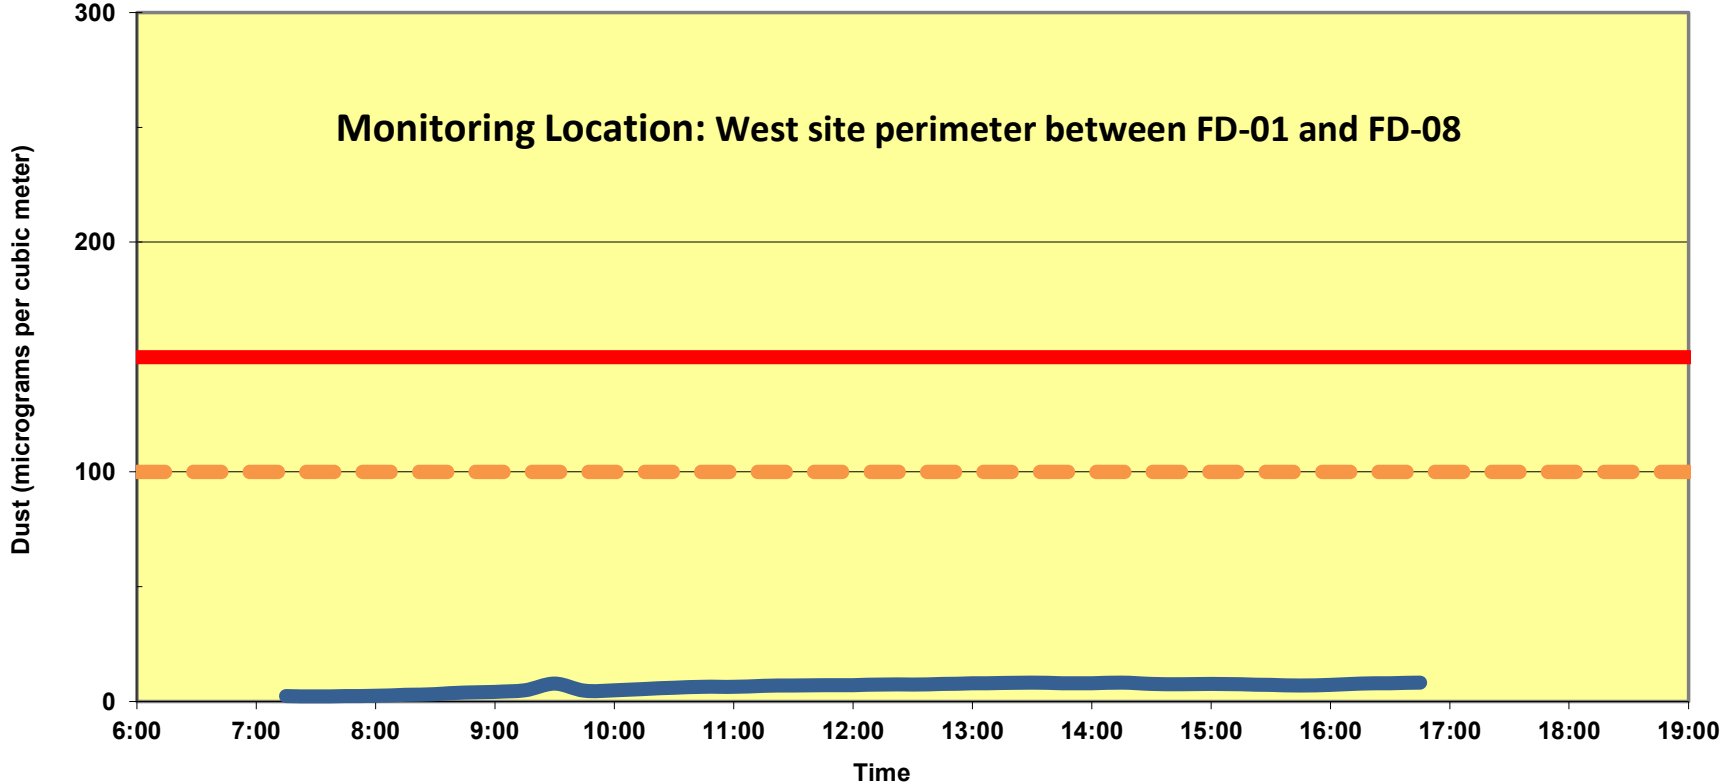 300
Monitoring Location: West site perimeter between FD-01 and FD-08
Dust (micrograms per cubic meter)
200
100
0
6:00 7:00 8:00 9:00 10:00 11:00 12:00 13:00 14:00 15:00 16:00 17:00 18:00 19:00
Time